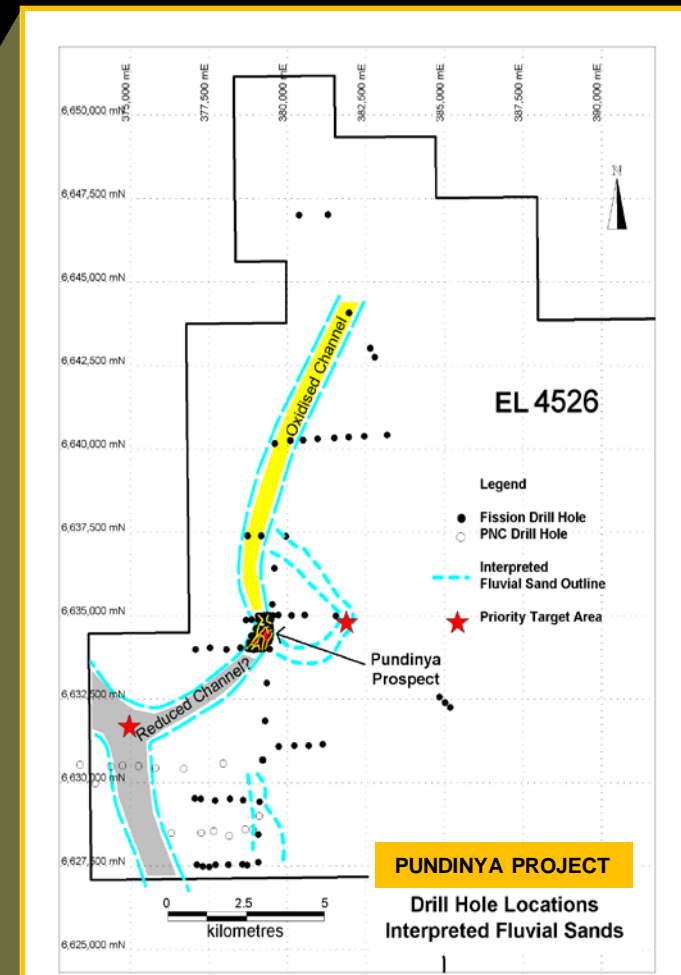 375,000 mE
377,500 mE
380,000 mE
382,500 mE
385,000 mE
387,500 mE
390,000 mE
6,650,000 mN
6,647,500 mN
6,645,000 mN
6,642,500 mN
6,640,000 mN
6,637,500 mN
6,635,000 mN
6,632,500 mN
6,630,000 mN
6,627,500 mN
6,625,000 mN
N
Oxidised Channel
EL 4526
Legend
Fission Drill Hole
PNC Drill Hole
Interpreted
Fluvial Sand Outline
Priority Target Area
Pundinya
Prospect
Reduced Channel?
0 2.5 5
kilometres
PUNDINYA PROJECT
Drill Hole Locations
Interpreted Fluvial Sands